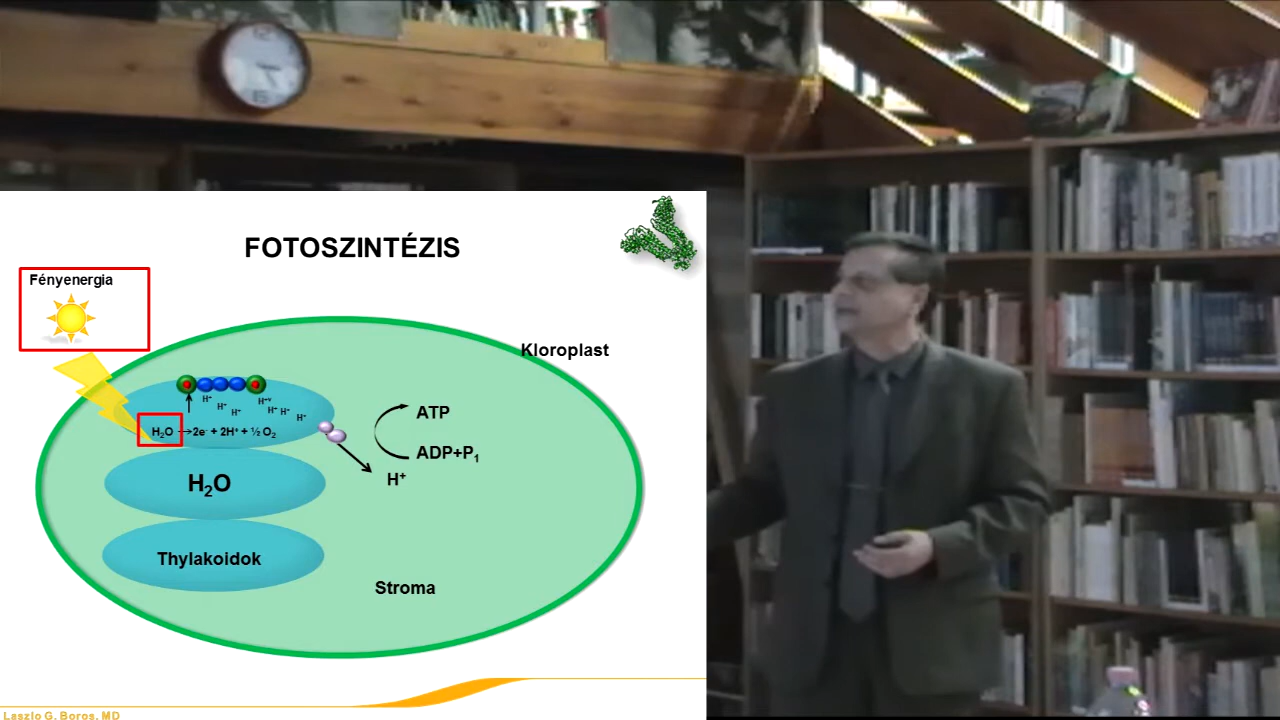 FOTOSZINTÉZIS
Fényenergia
Kloroplast
H⁺
H⁺
H⁺
H⁺
H⁺ H⁺
H⁺
H₂O →2e⁻ + 2H⁺ + ½ O₂
ATP
ADP+P₁
H⁺
H₂O
Thylakoidok
Stroma
Laszlo G. Boros, MD